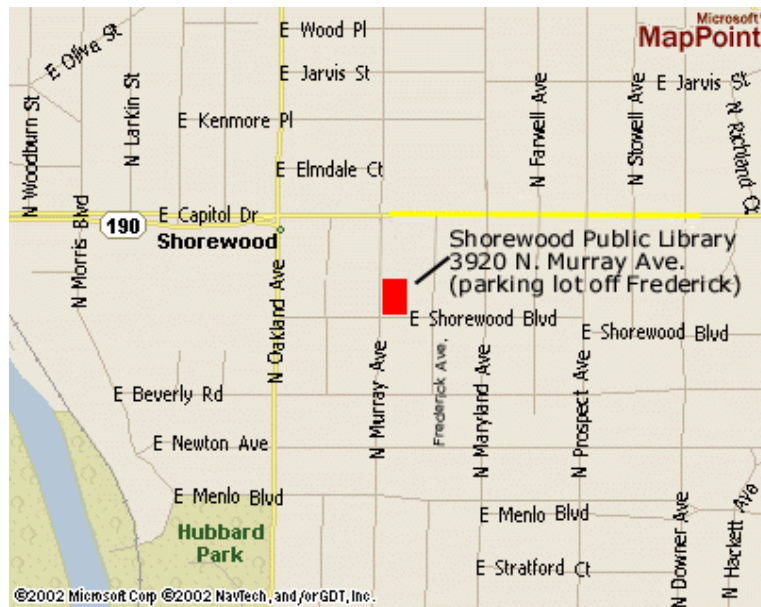 Microsoft
MapPoint
E Wood Pl
E Oliva St
E Jarvis St
E Jarvis St
N Woodburn St
N Larkin St
E Kenmore Pl
N Farwell Ave
N Stowell Ave
N Richland Ct
E Elmdale Ct
E Capitol Dr
190
Shorewood
N Morris Blvd
N Oakland Ave
Shorewood Public Library
3920 N. Murray Ave.
(parking lot off Frederick)
E Shorewood Blvd
E Shorewood Blvd
N Murray Ave
Frederick Ave.
N Maryland Ave
N Prospect Ave
E Beverly Rd
E Newton Ave
E Menlo Blvd
E Menlo Blvd
N Downer Ave
N Hackett Ave
Hubbard
Park
E Stratford Ct
©2002 Microsoft Corp ©2002 NavTech, and/or GDT, Inc.